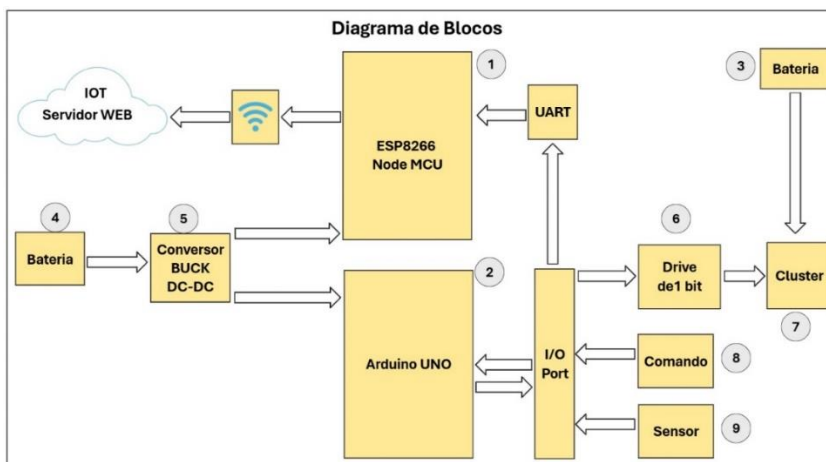 Diagrama de Blocos
1
3
Bateria
IOT
Servidor WEB
UART
ESP8266
Node MCU
4
5
6
Bateria
Conversor
BUCK
DC-DC
2
Drive
de1 bit
Cluster
7
Arduino UNO
I/O
Port
Comando
8
Sensor
9